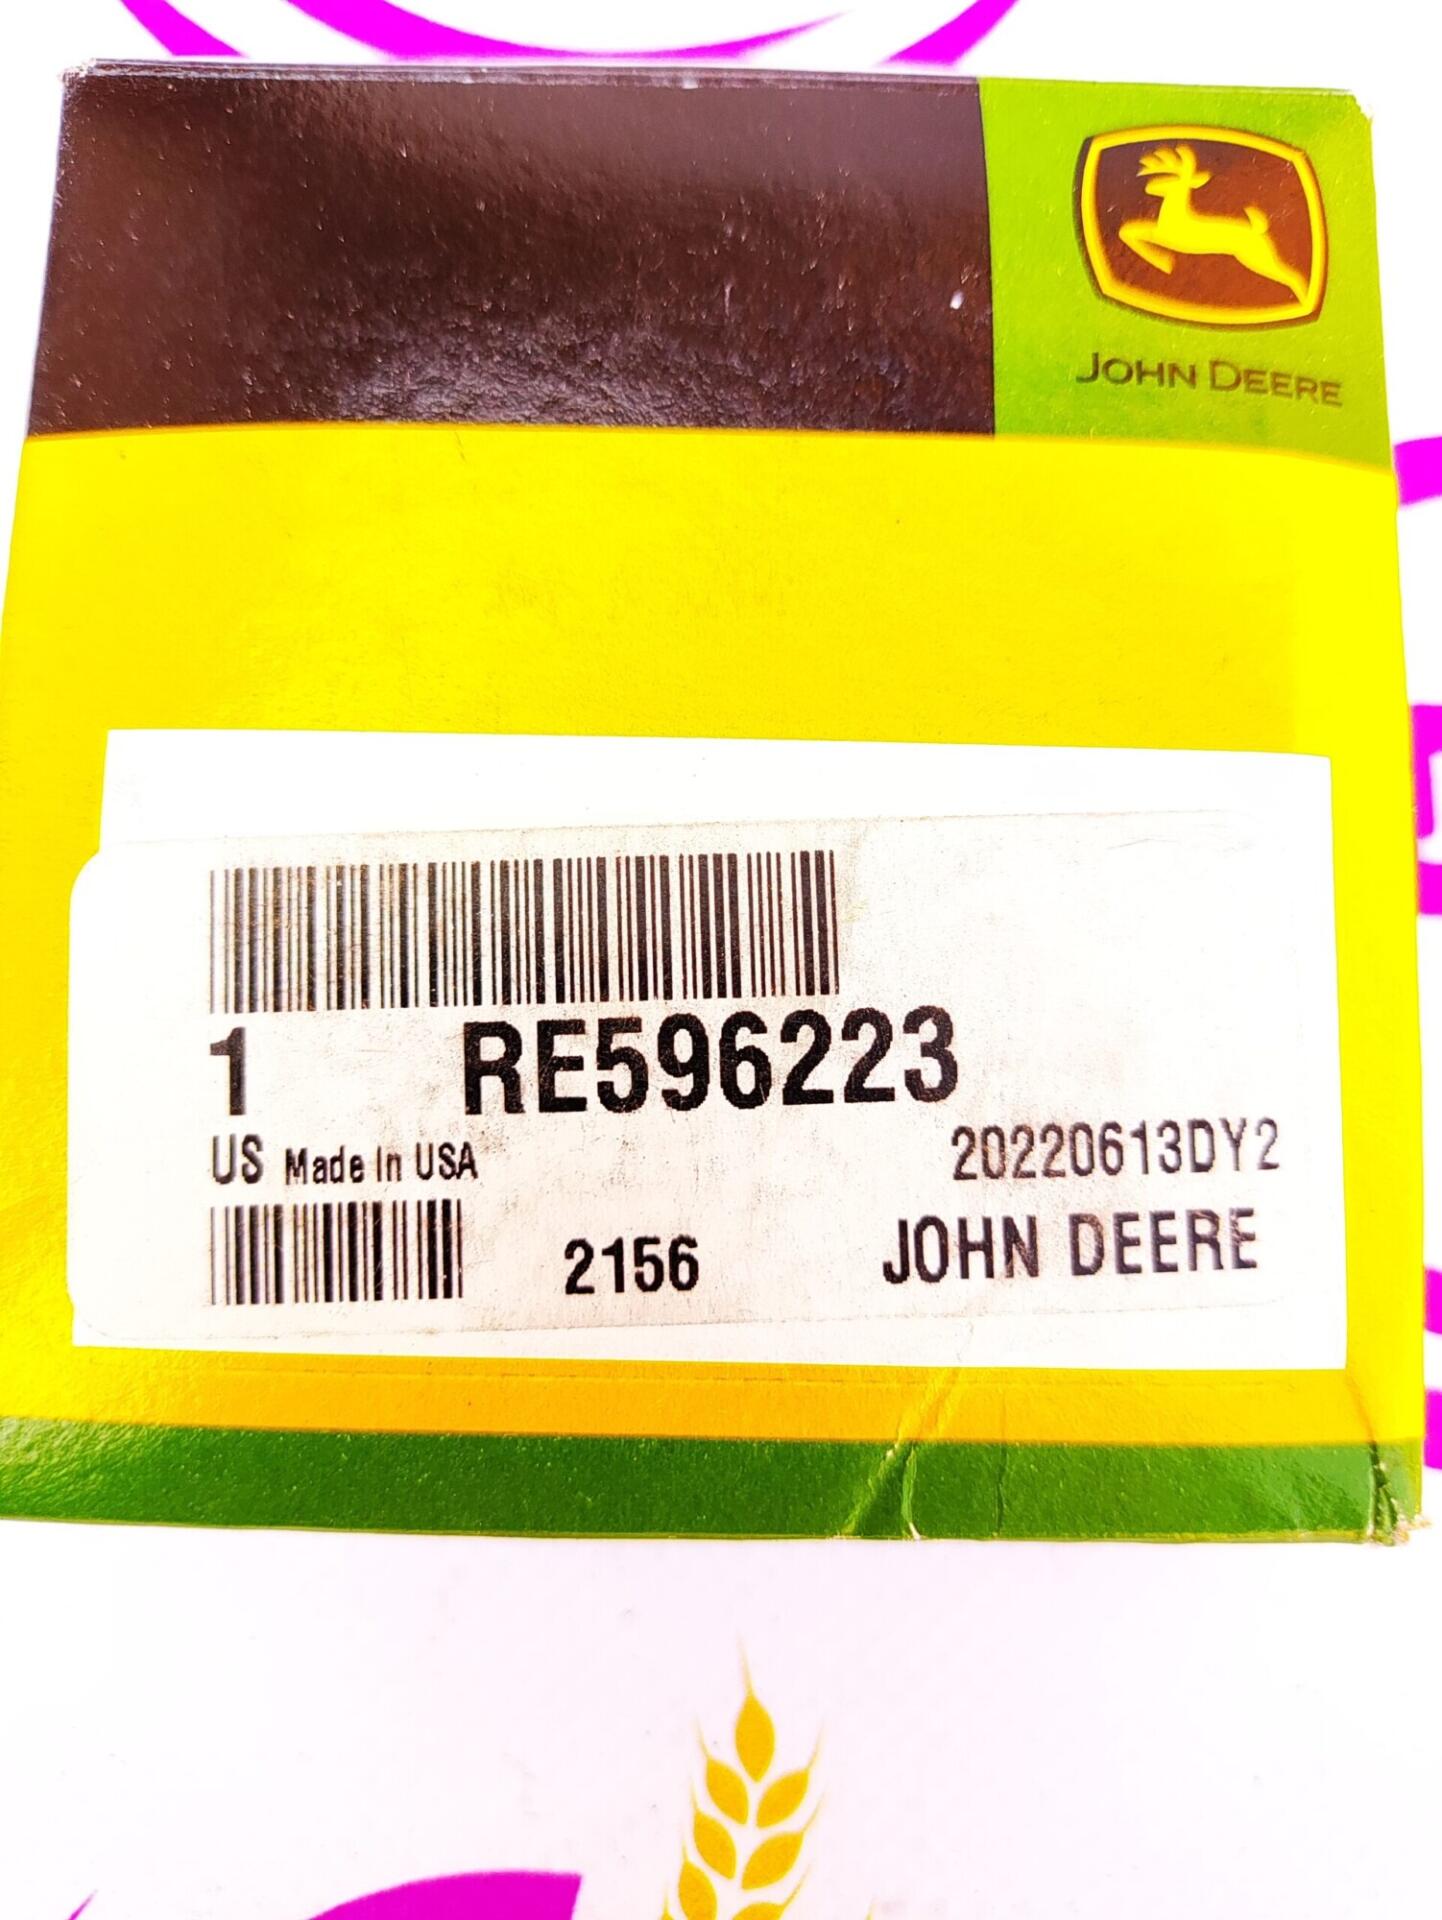 JOHN DEERE
1 RE596223
US Made In USA
20220613DY2
2156
JOHN DEERE